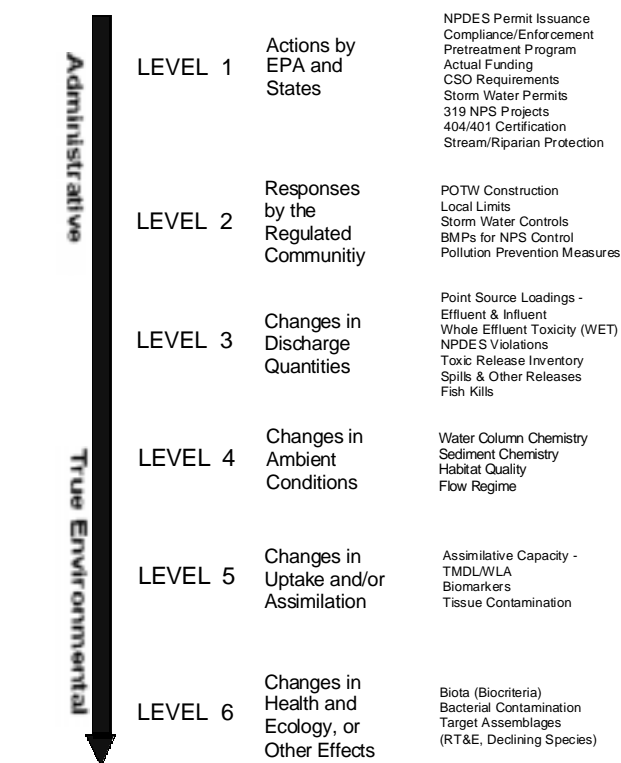 Administrative
True Environmental
LEVEL 1
Actions by
EPA and
States
NPDES Permit Issuance
Compliance/Enforcement
Pretreatment Program
Actual Funding
CSO Requirements
Storm Water Permits
319 NPS Projects
404/401 Certification
Stream/Riparian Protection
LEVEL 2
Responses
by the
Regulated
Communitiy
POTW Construction
Local Limits
Storm Water Controls
BMPs for NPS Control
Pollution Prevention Measures
LEVEL 3
Changes in
Discharge
Quantities
Point Source Loadings -
Effluent & Influent
Whole Effluent Toxicity (WET)
NPDES Violations
Toxic Release Inventory
Spills & Other Releases
Fish Kills
LEVEL 4
Changes in
Ambient
Conditions
Water Column Chemistry
Sediment Chemistry
Habitat Quality
Flow Regime
LEVEL 5
Changes in
Uptake and/or
Assimilation
Assimilative Capacity -
TMDL/WLA
Biomarkers
Tissue Contamination
LEVEL 6
Changes in
Health and
Ecology, or
Other Effects
Biota (Biocriteria)
Bacterial Contamination
Target Assemblages
(RT&E, Declining Species)